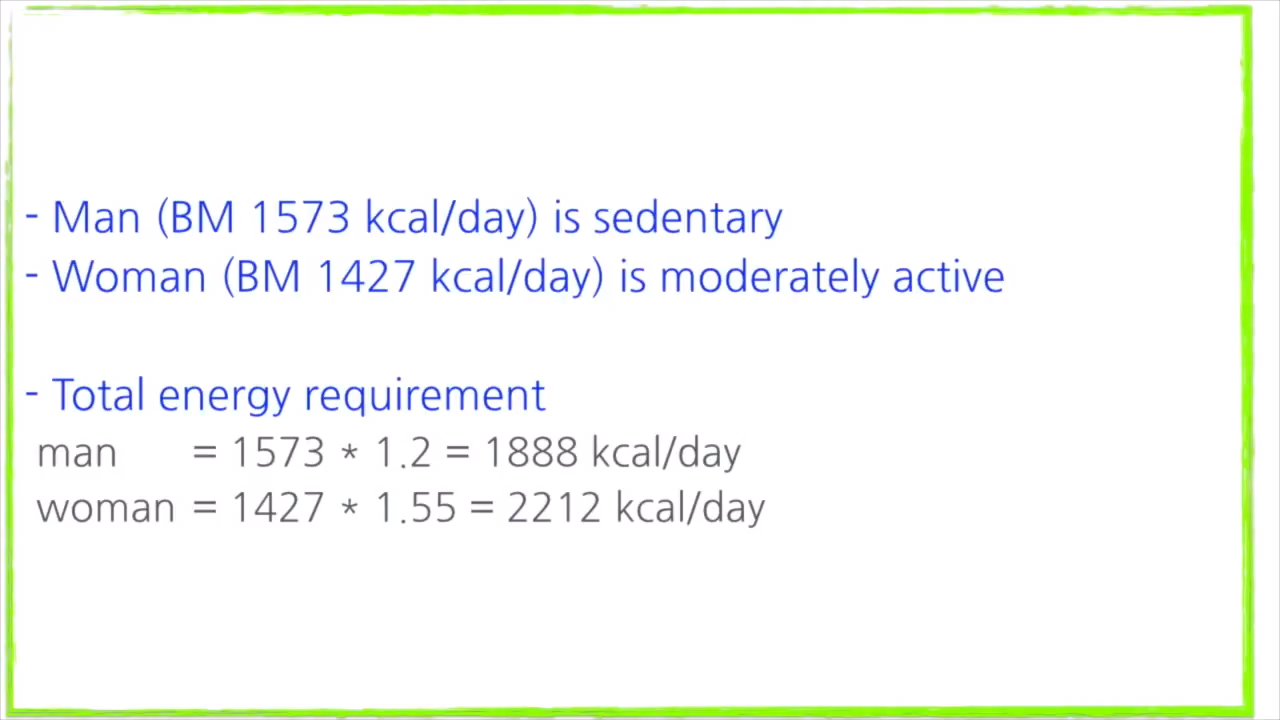 - Man (BM 1573 kcal/day) is sedentary
- Woman (BM 1427 kcal/day) is moderately active
- Total energy requirement
man = 1573 * 1.2 = 1888 kcal/day
woman = 1427 * 1.55 = 2212 kcal/day